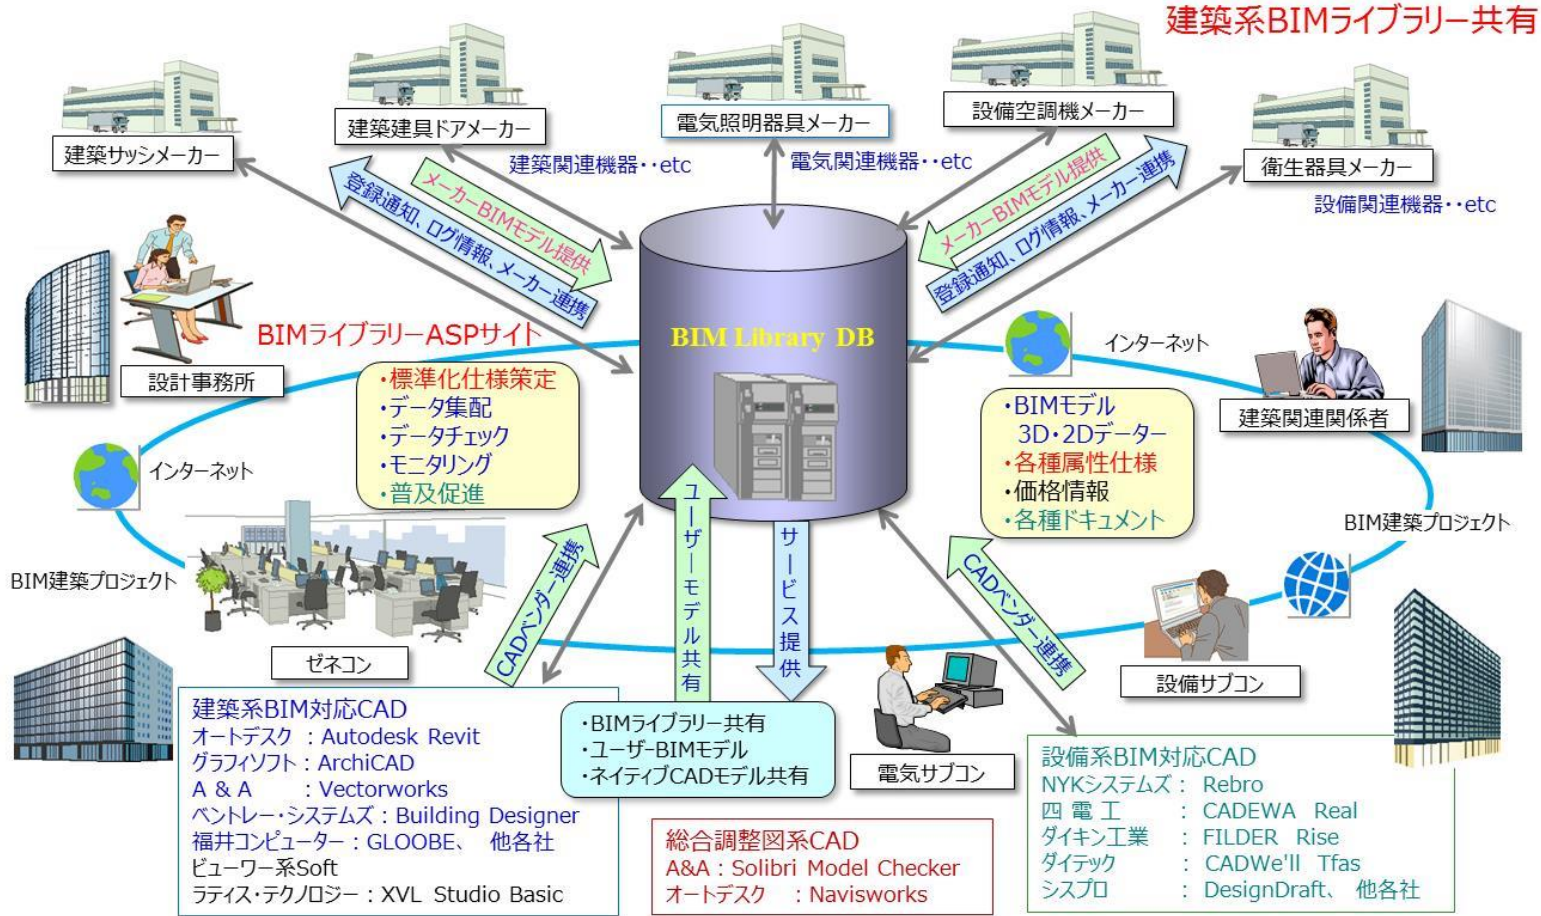 建築系BIMライブラリー共有
建築サッシメーカー
建築建具ドアメーカー
電気照明器具メーカー
設備空調機メーカー
衛生器具メーカー
建築関連機器・・etc
電気関連機器・・etc
設備関連機器・・etc
メーカーBIMモデル提供
登録通知、ログ情報、メーカー連携
メーカーBIMモデル提供
登録通知、ログ情報、メーカー連携
設計事務所
BIMライブラリーASPサイト
・標準化仕様策定
・データ集配
・データチェック
・モニタリング
・普及促進
BIM Library DB
インターネット
・BIMモデル
3D・2Dデーター
・各種属性仕様
・価格情報
・各種ドキュメント
建築関連関係者
インターネット
BIM建築プロジェクト
BIM建築プロジェクト
ゼネコン
CADベンダー連携
ユーザーモデル共有
サービス提供
CADベンダー連携
設備サブコン
電気サブコン
・BIMライブラリー共有
・ユーザーBIMモデル
・ネイティブCADモデル共有
建築系BIM対応CAD
オートデスク ：Autodesk Revit
グラフィソフト：ArchiCAD
A & A ：Vectorworks
ベントレー・システムズ：Building Designer
福井コンピューター：GLOOBE、 他各社
ビューワー系Soft
ラティス・テクノロジー：XVL Studio Basic
総合調整図系CAD
A&A：Solibri Model Checker
オートデスク ：Navisworks
設備系BIM対応CAD
NYKシステムズ： Rebro
四 電 工 ： CADEWA Real
ダイキン工業 ： FILDER Rise
ダイテック ： CADWe'll Tfas
シスプロ ： DesignDraft、 他各社